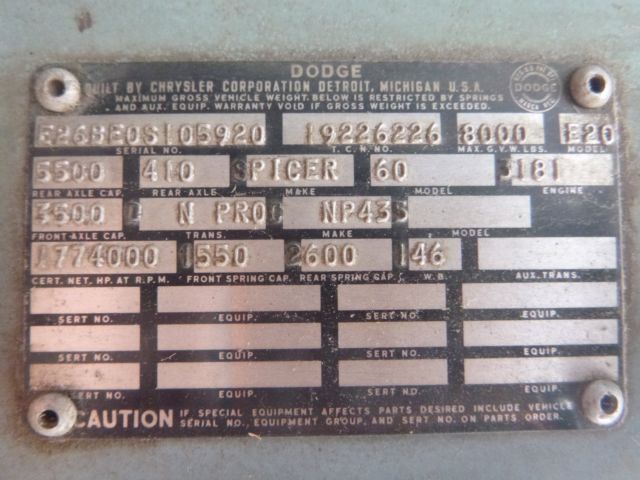 DODGE
BUILT BY CHRYSLER CORPORATION DETROIT, MICHIGAN U.S.A.
MAXIMUM GROSS VEHICLE WEIGHT BELOW IS RESTRICTED BY SPRINGS
AND AUX. EQUIP. WARRANTY VOID IF GROSS WEIGHT IS EXCEEDED.
DODGE
E26BE0S105920 19226226 8000 E20
SERIAL NO. T.C.N.NO. MAX. G.V.W. LBS. MODEL
5500 410 SPICER 60 3181
REAR AXLE CAP. REAR AXLE MAKE MODEL ENGINE
3500 D N PROC NP435
FRONT AXLE CAP. TRANS. MAKE MODEL
1774000 1550 2600 146
CERT. NET. HP. AT R.P.M. FRONT SPRING CAP. REAR SPRING CAP. W.B. AUX. TRANS.
SERT NO. EQUIP. SERT NO. EQUIP.
SERT NO. EQUIP. SERT NO. EQUIP.
SERT NO. EQUIP. SERT NO. EQUIP.
CAUTION IF SPECIAL EQUIPMENT AFFECTS PARTS DESIRED INCLUDE VEHICLE
SERIAL NO., EQUIPMENT GROUP, AND SERT NO. ON PARTS ORDER.